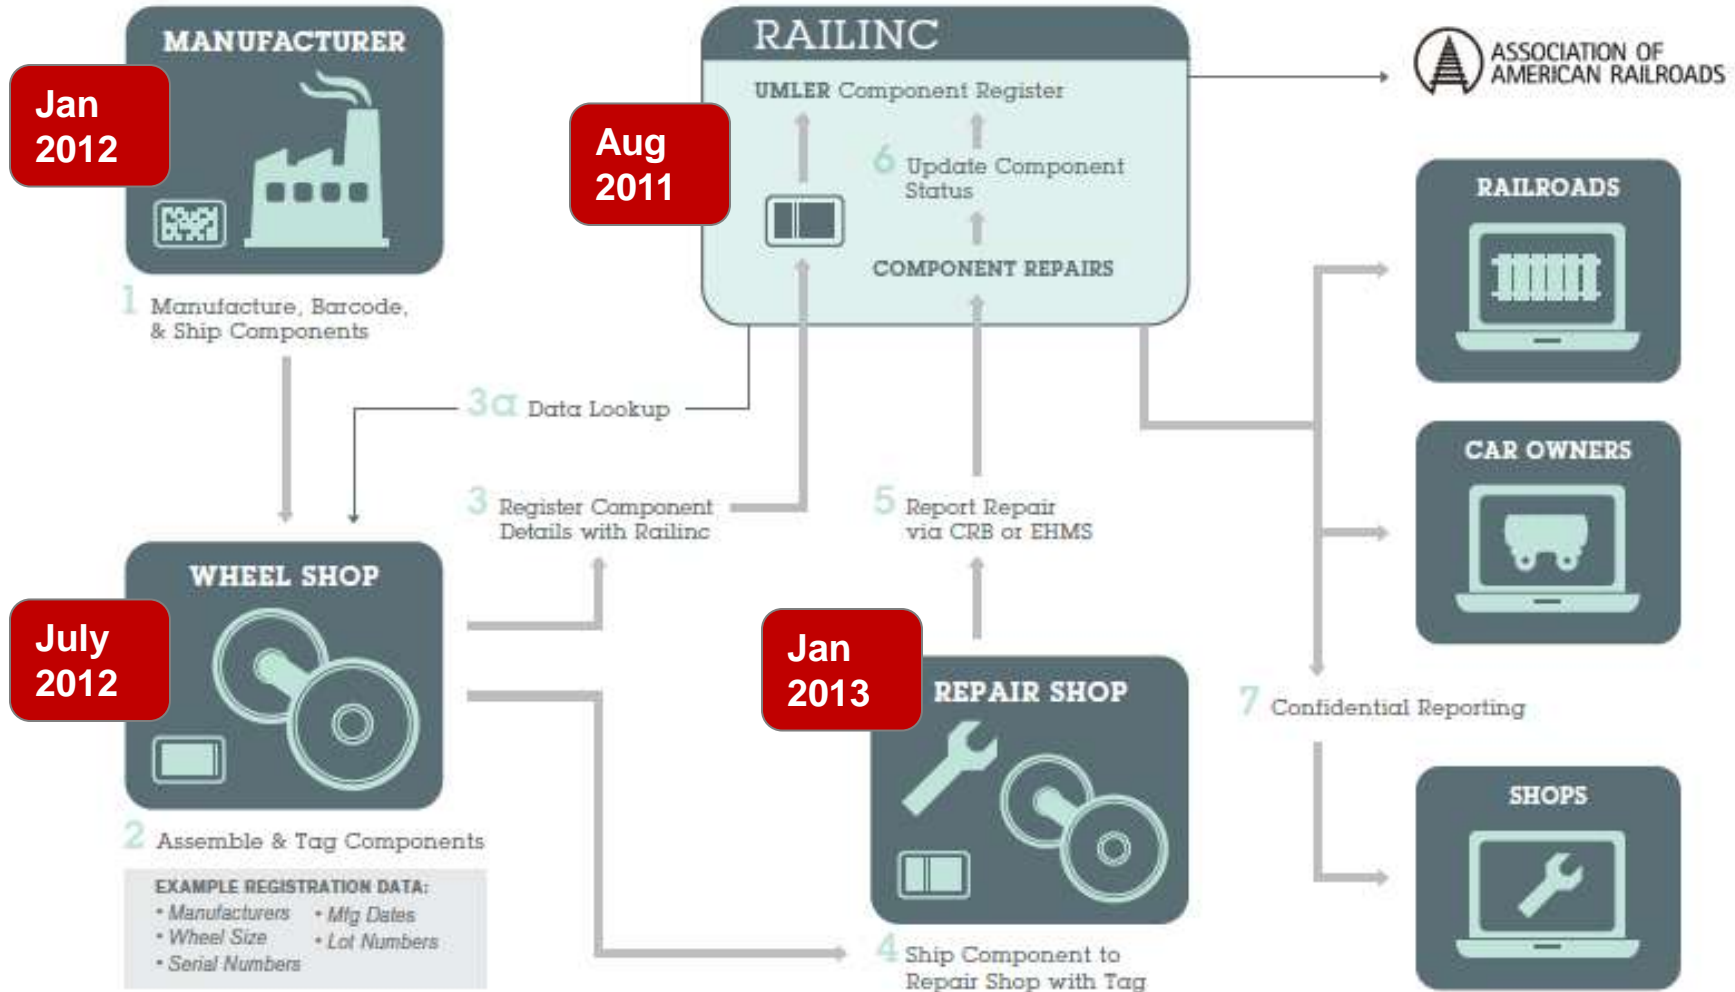 MANUFACTURER
Jan
2012
1 Manufacture, Barcode,
& Ship Components
RAILINC
UMLER Component Register
Aug
2011
6 Update Component
Status
COMPONENT REPAIRS
ASSOCIATION OF
AMERICAN RAILROADS
RAILROADS
CAR OWNERS
3a Data Lookup
3 Register Component
Details with Railinc
5 Report Repair
via CRB or EHMS
WHEEL SHOP
July
2012
2 Assemble & Tag Components
EXAMPLE REGISTRATION DATA:
• Manufacturers • Mfg Dates
• Wheel Size • Lot Numbers
• Serial Numbers
Jan
2013
REPAIR SHOP
4 Ship Component to
Repair Shop with Tag
7 Confidential Reporting
SHOPS